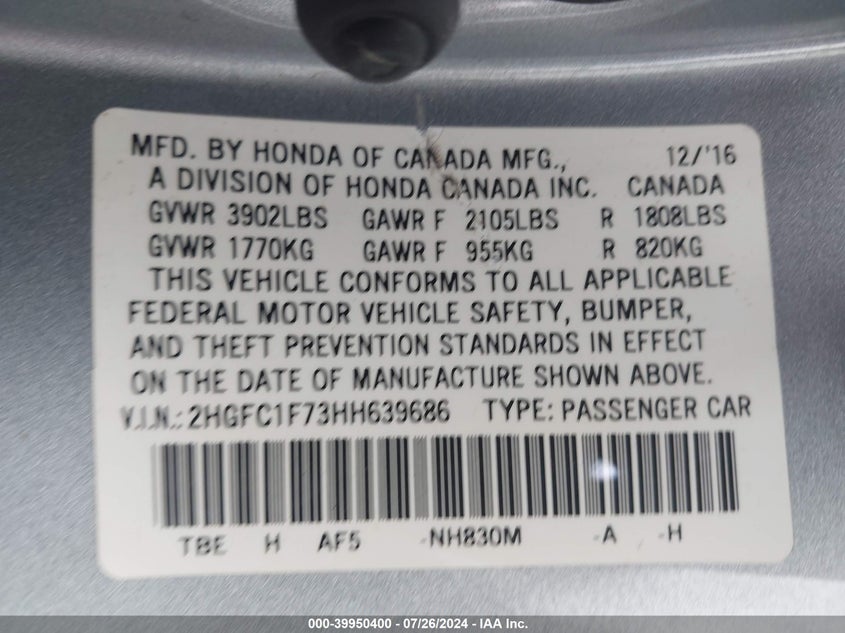 MFD. BY HONDA OF CANADA MFG., 12/'16
A DIVISION OF HONDA CANADA INC. CANADA
GVWR 3902LBS GAWR F 2105LBS R 1808LBS
GVWR 1770KG GAWR F 955KG R 820KG
THIS VEHICLE CONFORMS TO ALL APPLICABLE
FEDERAL MOTOR VEHICLE SAFETY, BUMPER,
AND THEFT PREVENTION STANDARDS IN EFFECT
ON THE DATE OF MANUFACTURE SHOWN ABOVE.
V.I.N.: 2HGFC1F73HH639686 TYPE: PASSENGER CAR
TBE H AF5 -NH830M -A -H
000-39950400 - 07/26/2024 - IAA Inc.